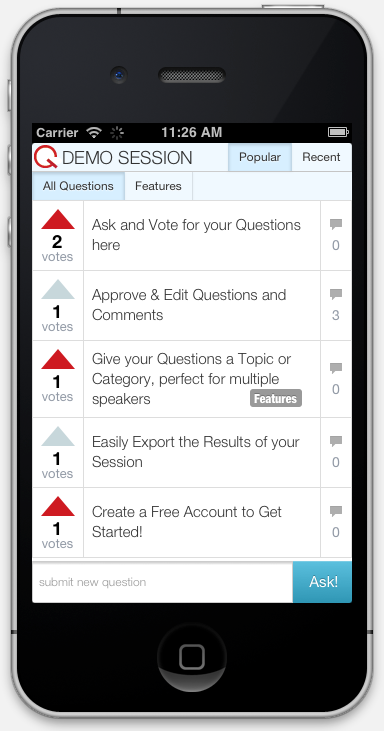 Carrier 11:26 AM
DEMO SESSION Popular Recent
All Questions Features
2
votes
Ask and Vote for your Questions
here
0
1
votes
Approve & Edit Questions and
Comments
3
1
votes
Give your Questions a Topic or
Category, perfect for multiple
speakers
Features
0
1
votes
Easily Export the Results of your
Session
0
1
votes
Create a Free Account to Get
Started!
0
submit new question Ask!